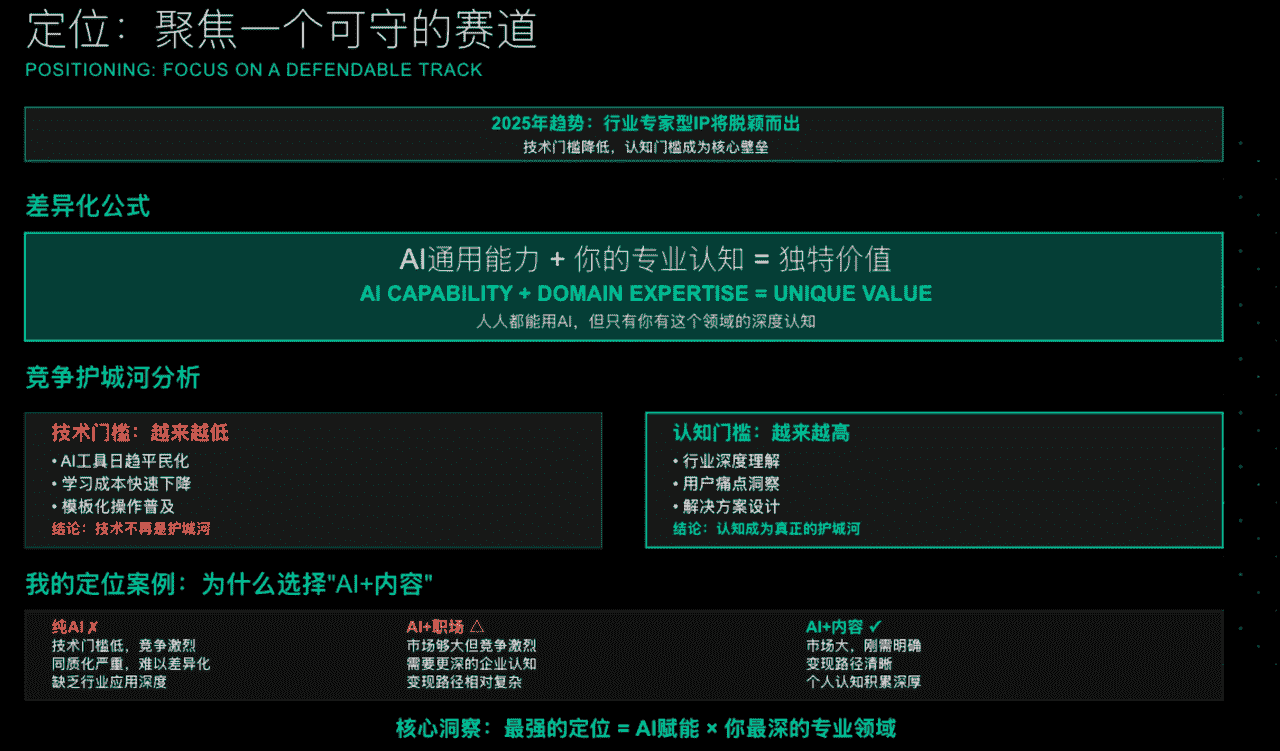 定位：聚焦一个可守的赛道
POSITIONING: FOCUS ON A DEFENDABLE TRACK
2025年趋势：行业专家型IP将脱颖而出
技术门槛降低，认知门槛成为核心壁垒
差异化公式
AI通用能力 + 你的专业认知 = 独特价值
AI CAPABILITY + DOMAIN EXPERTISE = UNIQUE VALUE
人人都能用AI，但只有你有这个领域的深度认知
竞争护城河分析
技术门槛：越来越低
• AI工具日趋平民化
• 学习成本快速下降
• 模板化操作普及
结论：技术不再是护城河
认知门槛：越来越高
• 行业深度理解
• 用户痛点洞察
• 解决方案设计
结论：认知成为真正的护城河
我的定位案例：为什么选择"AI+内容"
纯AI ✗
技术门槛低，竞争激烈
同质化严重，难以差异化
缺乏行业应用深度
AI+职场 △
市场够大但竞争激烈
需要更深的企业认知
变现路径相对复杂
AI+内容 ✓
市场大，刚需明确
变现路径清晰
个人认知积累深厚
核心洞察：最强的定位 = AI赋能 × 你最深的专业领域